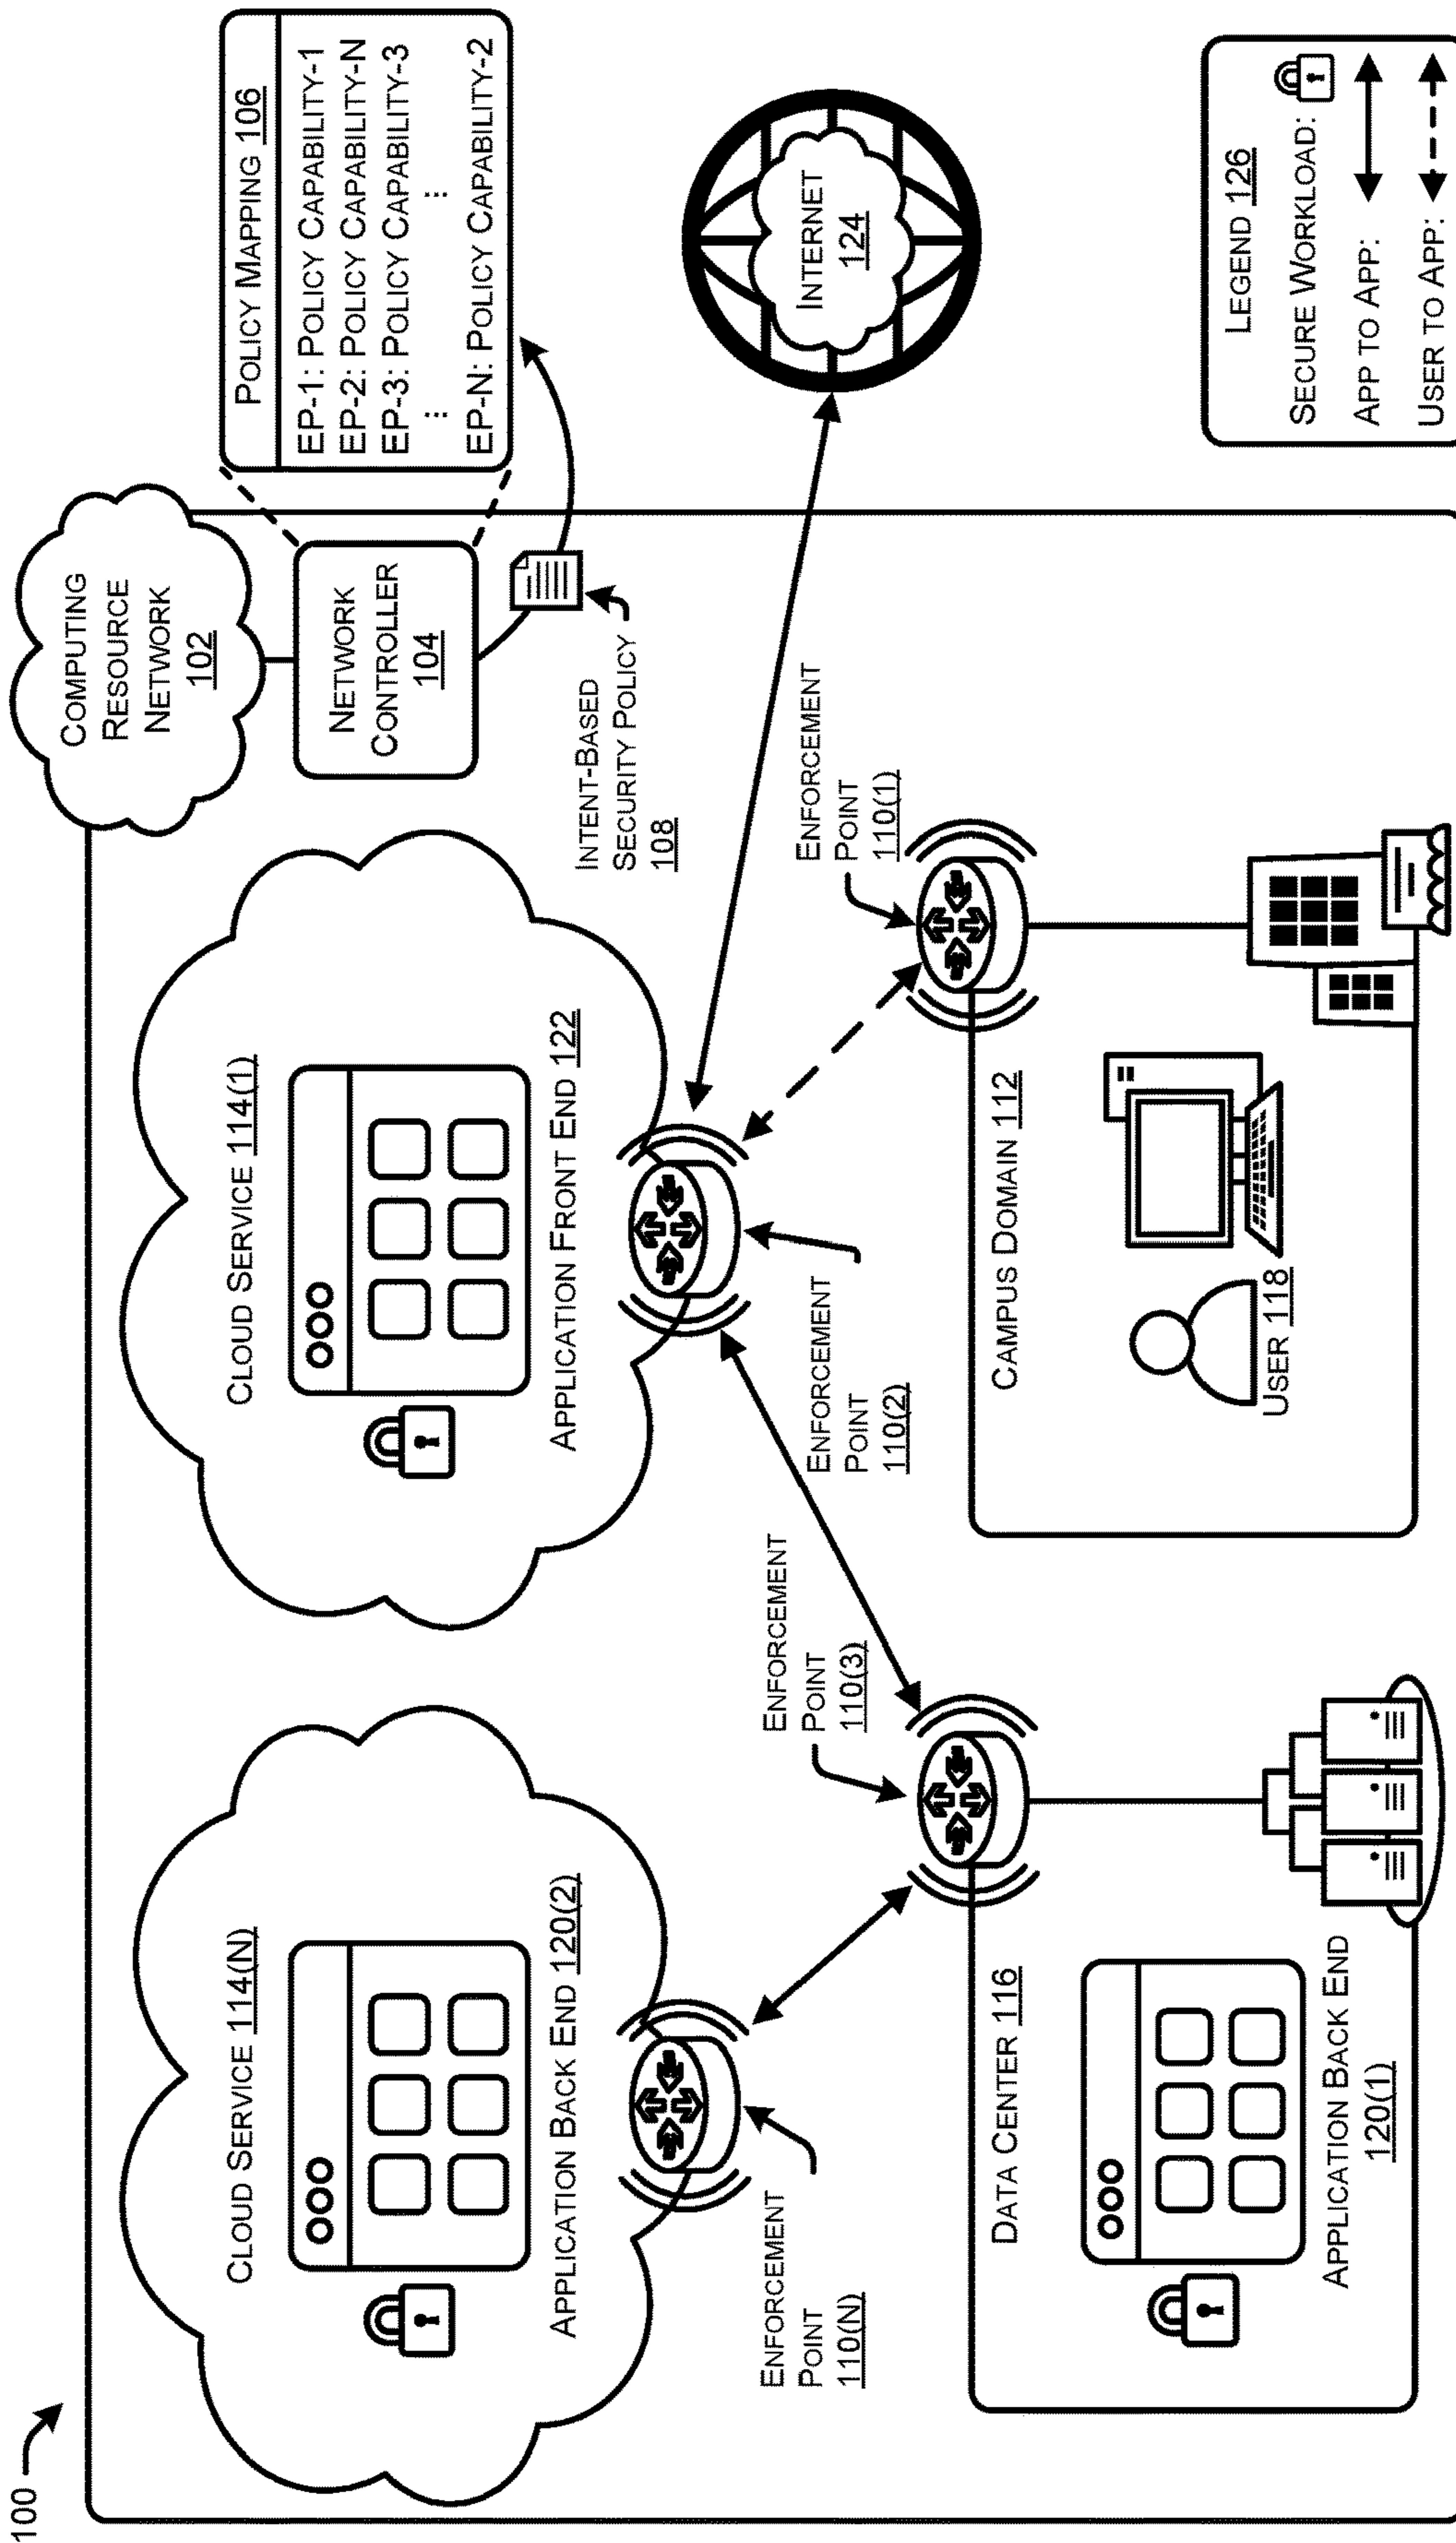 100
COMPUTING
RESOURCE
NETWORK
102
NETWORK
CONTROLLER
104
POLICY MAPPING 106
EP-1: POLICY CAPABILITY-1
EP-2: POLICY CAPABILITY-N
EP-3: POLICY CAPABILITY-3
⋮ ⋮
EP-N: POLICY CAPABILITY-2
INTENT-BASED
SECURITY POLICY
108
CLOUD SERVICE 114(N)
APPLICATION BACK END 120(2)
CLOUD SERVICE 114(1)
APPLICATION FRONT END 122
INTERNET
124
ENFORCEMENT
POINT
110(N)
ENFORCEMENT
POINT
110(3)
ENFORCEMENT
POINT
110(2)
ENFORCEMENT
POINT
110(1)
DATA CENTER 116
APPLICATION BACK END
120(1)
CAMPUS DOMAIN 112
USER 118
LEGEND 126
SECURE WORKLOAD:
APP TO APP:
USER TO APP: